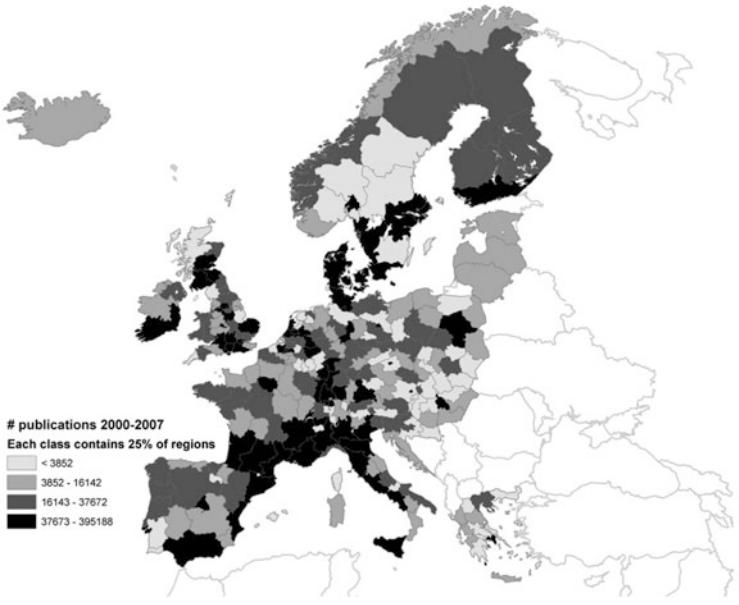 # publications 2000-2007
Each class contains 25% of regions
< 3852
3852 - 16142
16143 - 37672
37673 - 395188